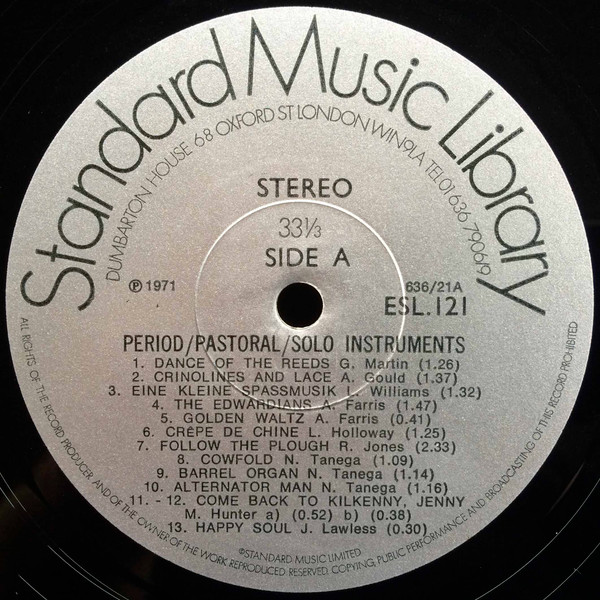 Standard Music Library
DUMBARTON HOUSE 68 OXFORD ST LONDON WIN9LA TEL 01 636 7906/9
STEREO
33⅓
SIDE A
℗ 1971
636/21A
ESL.121
PERIOD/PASTORAL/SOLO INSTRUMENTS
1. DANCE OF THE REEDS G. Martin (1.26)
2. CRINOLINES AND LACE A. Gould (1.37)
3. EINE KLEINE SPASSMUSIK Williams (1.32)
4. THE EDWARDIANS A. Farris (1.47)
5. GOLDEN WALTZ A. Farris (0.41)
6. CRÊPE DE CHINE L. Holloway (1.25)
7. FOLLOW THE PLOUGH R. Jones (2.33)
8. COWFOLD N. Tanega (1.09)
9. BARREL ORGAN N. Tanega (1.14)
10. ALTERNATOR MAN N. Tanega (1.16)
11. - 12. COME BACK TO KILKENNY, JENNY
M. Hunter a) (0.52) b) (0.38)
13. HAPPY SOUL J. Lawless (0.30)
©STANDARD MUSIC LIMITED
ALL RIGHTS OF THE RECORD PRODUCER AND OF THE OWNER OF THE WORK REPRODUCED RESERVED. COPYING, PUBLIC PERFORMANCE AND BROADCASTING OF THIS RECORD PROHIBITED